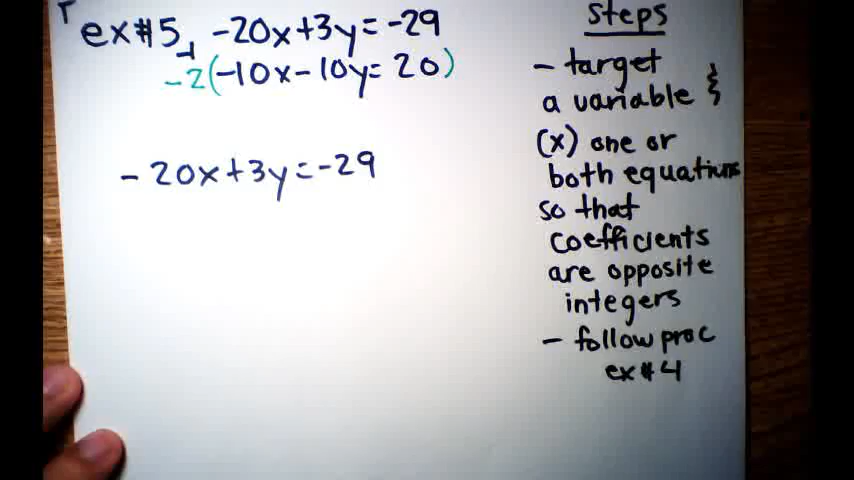 ex#5 -20x+3y=-29
-2(-10x-10y=20)
-20x+3y=-29
Steps
- target
a variable &
(x) one or
both equations
so that
coefficients
are opposite
integers
- follow proc
ex#4